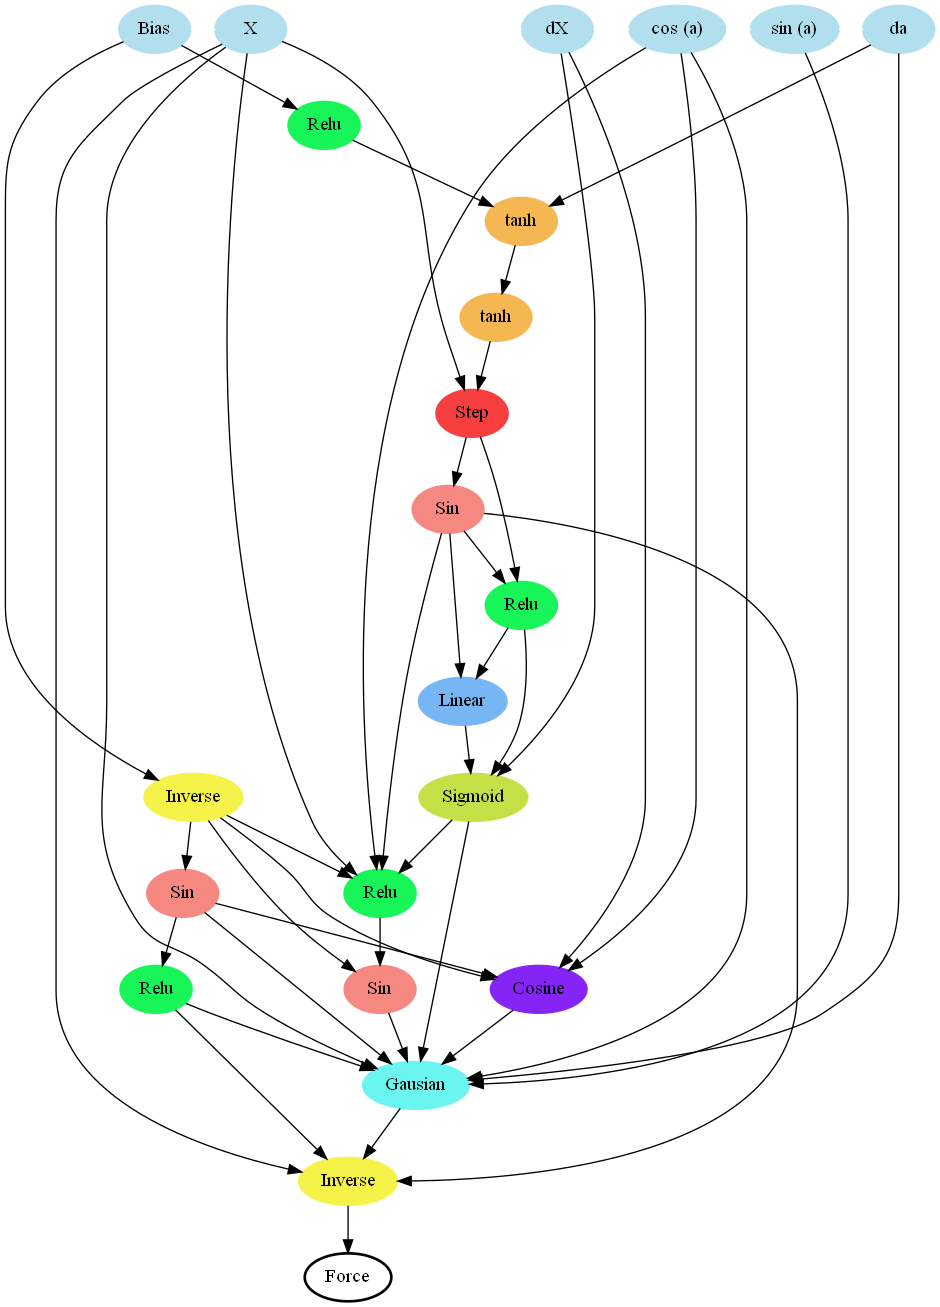 Bias
X
dX
cos (a)
sin (a)
da
Relu
tanh
tanh
Step
Sin
Relu
Linear
Inverse
Sigmoid
Sin
Relu
Relu
Sin
Cosine
Gausian
Inverse
Force